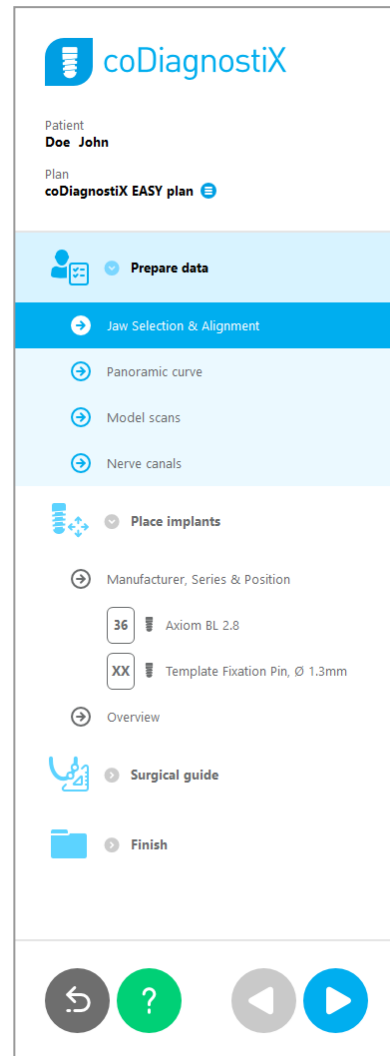 coDiagnostiX
Patient
Doe John
Plan
coDiagnostiX EASY plan
Prepare data
Jaw Selection & Alignment
Panoramic curve
Model scans
Nerve canals
Place implants
Manufacturer, Series & Position
36 Axiom BL 2.8
XX Template Fixation Pin, Ø 1.3mm
Overview
Surgical guide
Finish
?